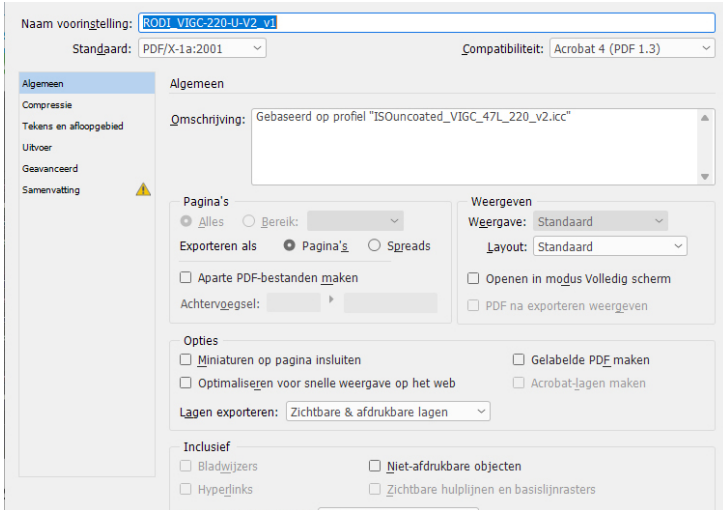 Naam voorinstelling: RODI_VIGC-220-U-V2_v1
Standaard: PDF/X-1a:2001 Compatibiliteit: Acrobat 4 (PDF 1.3)
Algemeen
Compressie
Tekens en afloopgebied
Uitvoer
Geavanceerd
Samenvatting
Algemeen
Omschrijving: Gebaseerd op profiel "ISOuncoated_VIGC_47L_220_v2.icc"
Pagina's
Alles Bereik:
Exporteren als Pagina's Spreads
Aparte PDF-bestanden maken
Achtervoegsel:
Weergeven
Weergave: Standaard
Layout: Standaard
Openen in modus Volledig scherm
PDF na exporteren weergeven
Opties
Miniaturen op pagina insluiten Gelabelde PDF maken
Optimaliseren voor snelle weergave op het web Acrobat-lagen maken
Lagen exporteren: Zichtbare & afdrukbare lagen
Inclusief
Bladwijzers Niet-afdrukbare objecten
Hyperlinks Zichtbare hulplijnen en basislijnrasters